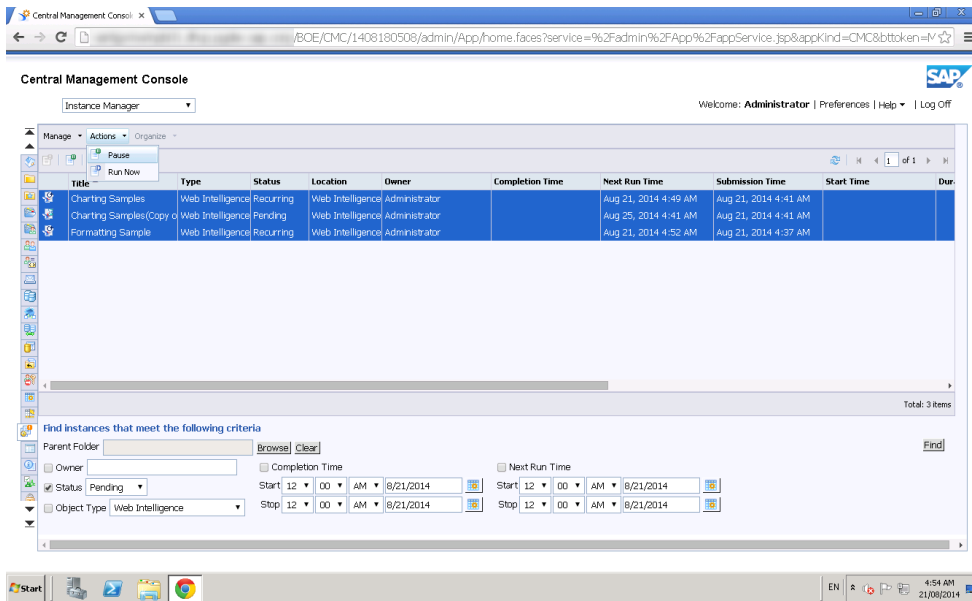 Central Management Consol
/BOE/CMC/1408180508/admin/App/home.faces?service=%2Fadmin%2FApp%2FappService.jsp&appKind=CMC&bttoken=M
Central Management Console
SAP
Instance Manager
Welcome: Administrator | Preferences | Help | Log Off
Manage Actions Organize
Pause
1 of 1
Run Now
Title Type Status Location Owner Completion Time Next Run Time Submission Time Start Time Dur
Charting Samples Web Intelligence Recurring Web Intelligence Administrator Aug 21, 2014 4:49 AM Aug 21, 2014 4:41 AM
Charting Samples(Copy o Web Intelligence Pending Web Intelligence Administrator Aug 25, 2014 4:41 AM Aug 21, 2014 4:41 AM
Formatting Sample Web Intelligence Recurring Web Intelligence Administrator Aug 21, 2014 4:52 AM Aug 21, 2014 4:37 AM
Total: 3 items
Find instances that meet the following criteria
Parent Folder Browse Clear Find
Owner Completion Time Next Run Time
Status Pending Start 12 00 AM 8/21/2014 Start 12 00 AM 8/21/2014
Object Type Web Intelligence Stop 12 00 AM 8/21/2014 Stop 12 00 AM 8/21/2014
Start EN 4:54 AM
21/08/2014